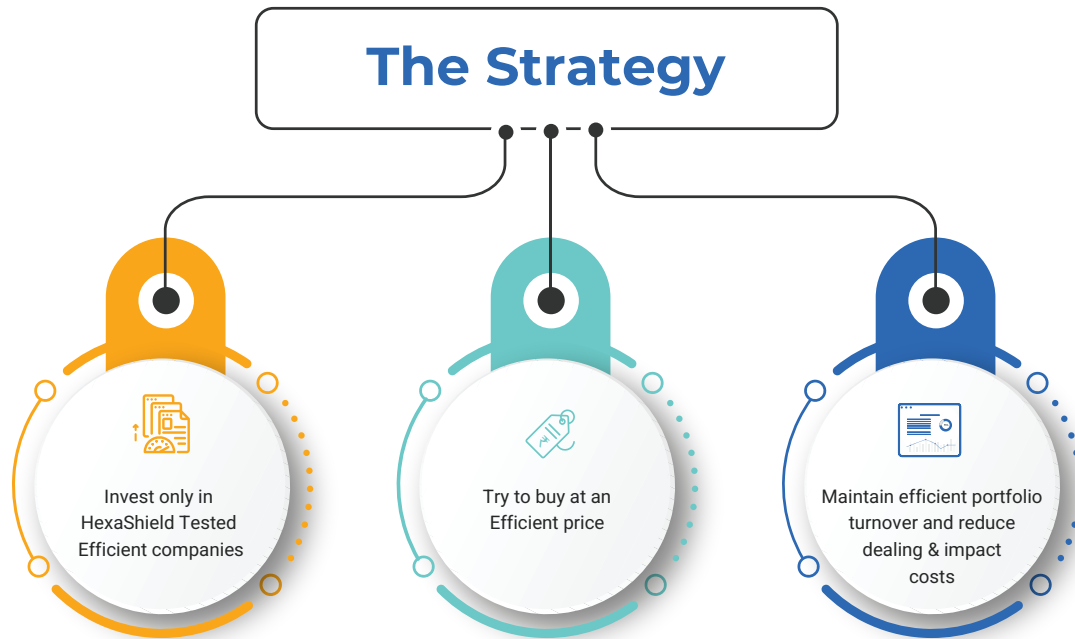 The Strategy
Invest only in
HexaShield Tested
Efficient companies
Try to buy at an
Efficient price
Maintain efficient portfolio
turnover and reduce
dealing & impact
costs